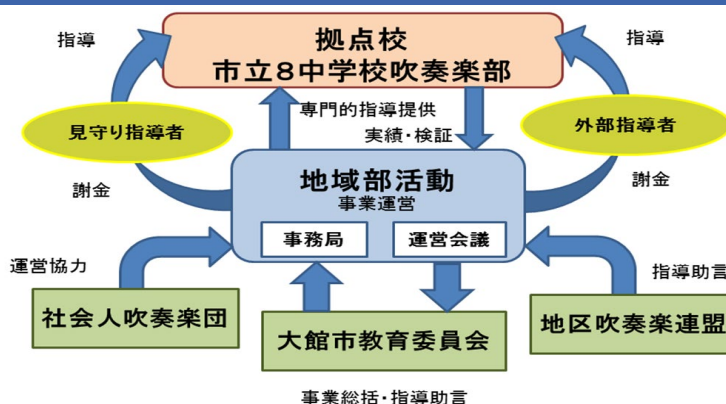 指導
拠点校
市立8中学校吹奏楽部
指導
見守り指導者
専門的指導提供
実績・検証
外部指導者
謝金
地域部活動
事業運営
謝金
事務局
運営会議
運営協力
指導助言
社会人吹奏楽団
大館市教育委員会
地区吹奏楽連盟
事業総括・指導助言